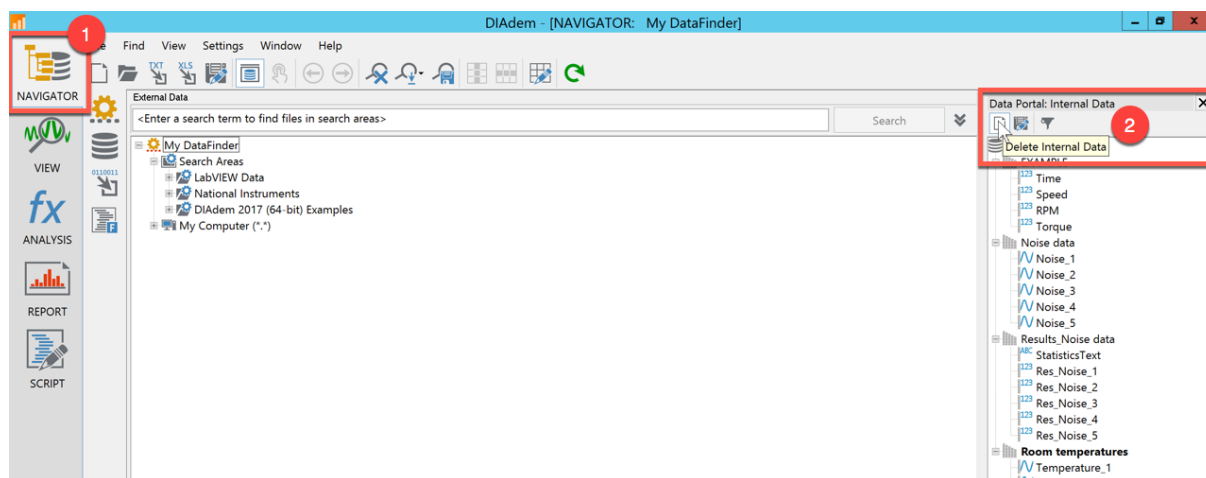 DIAdem - [NAVIGATOR: My DataFinder]
1
Find View Settings Window Help
TXT
XLS
NAVIGATOR
External Data
<Enter a search term to find files in search areas>
Search
Data Portal: Internal Data
2
Delete Internal Data
My DataFinder
Search Areas
LabVIEW Data
National Instruments
DIAdem 2017 (64-bit) Examples
My Computer (*.*)
VIEW
0110011
fx
ANALYSIS
REPORT
F
SCRIPT
EXAMPLE
123 Time
123 Speed
123 RPM
123 Torque
Noise data
Noise_1
Noise_2
Noise_3
Noise_4
Noise_5
Results_Noise data
ABC StatisticsText
123 Res_Noise_1
123 Res_Noise_2
123 Res_Noise_3
123 Res_Noise_4
123 Res_Noise_5
Room temperatures
Temperature_1